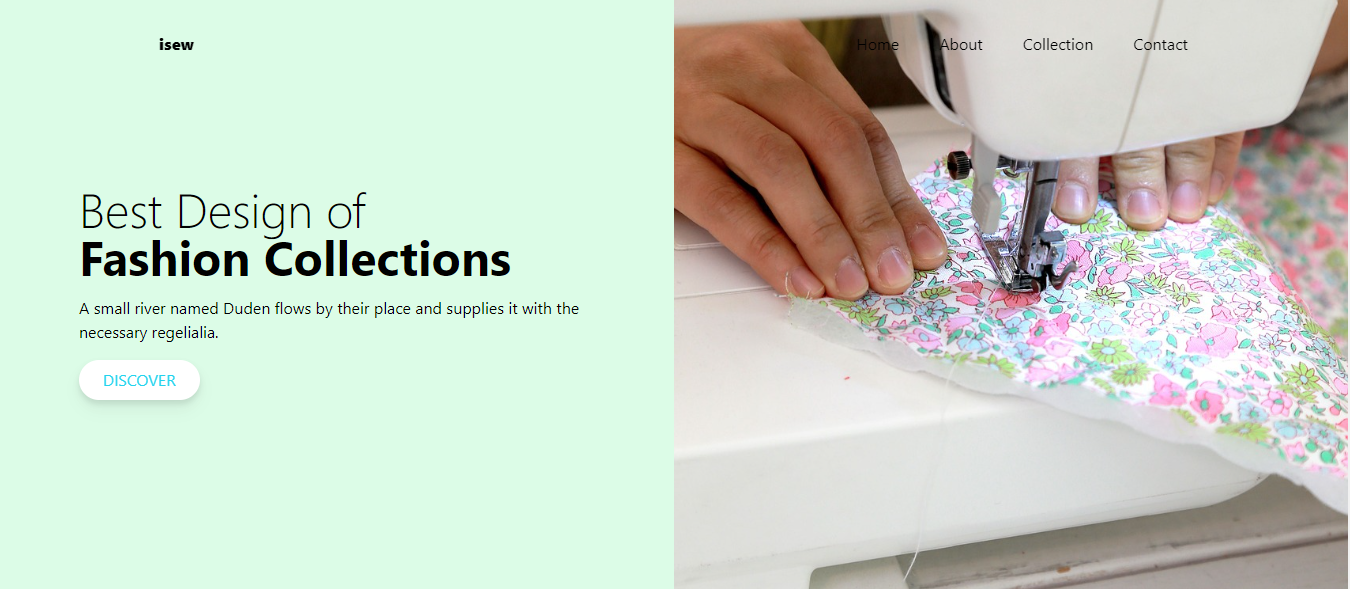 isew
Home About Collection Contact
Best Design of
Fashion Collections
A small river named Duden flows by their place and supplies it with the
necessary regelialia.
DISCOVER